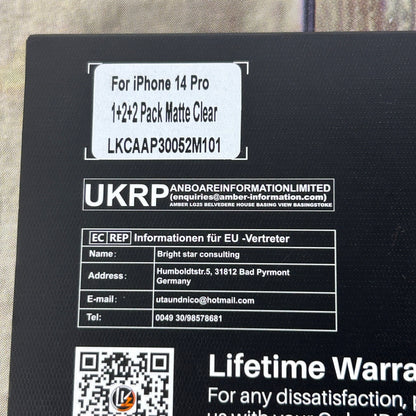 For iPhone 14 Pro
1+2+2 Pack Matte Clear
LKCAAP30052M101
UKRP ANBOAREINFORMATIONLIMITED
(enquiries@amber-information.com)
AMBER LG25 BELVEDERE HOUSE BASING VIEW BASINGSTOKE
EC REP Informationen für EU -Vertreter
Name: Bright star consulting
Address: Humboldtstr.5, 31812 Bad Pyrmont
Germany
E-mail: utaundnico@hotmail.com
Tel: 0049 30/98578681
Lifetime Warra
For any dissatisfaction,